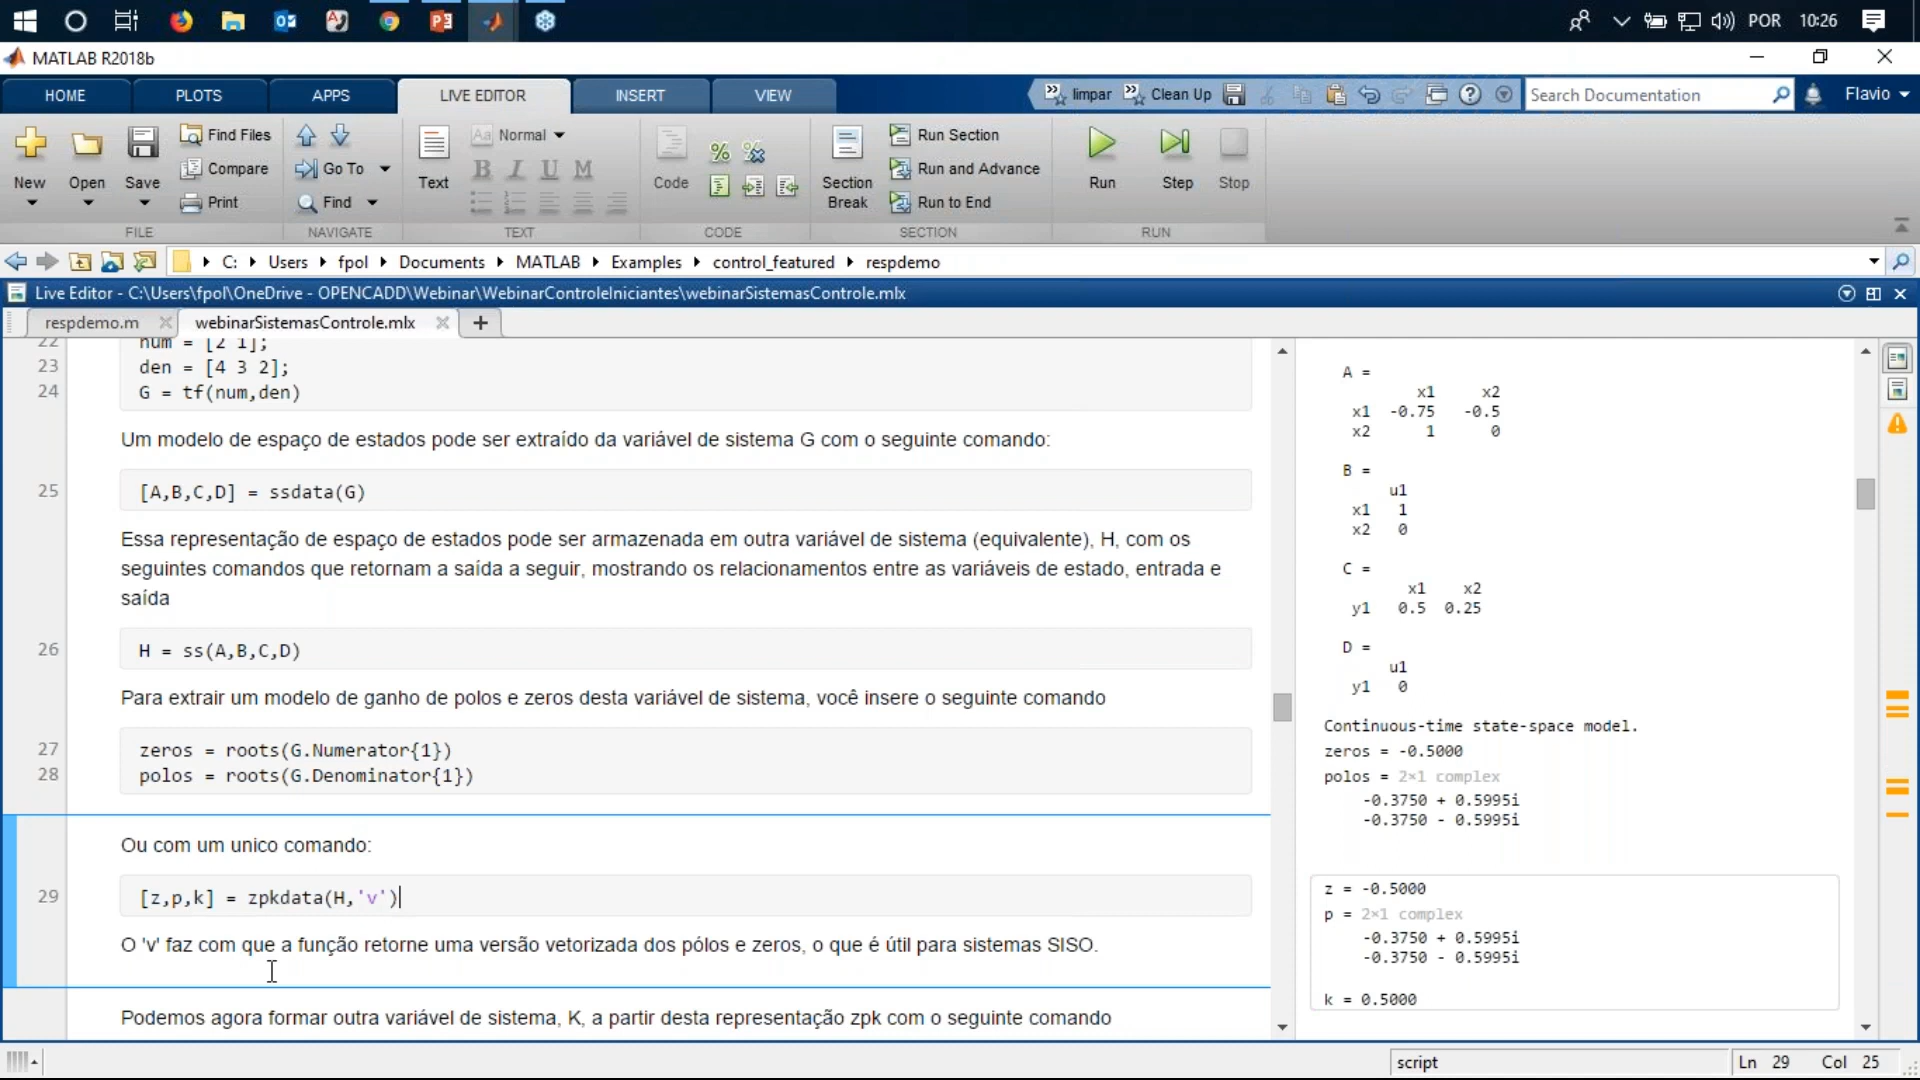 POR 10:26
MATLAB R2018b
HOME PLOTS APPS LIVE EDITOR INSERT VIEW limpar Clean Up Search Documentation Flavio
Find Files
Compare
Print
New Open Save
FILE
Go To
Find
NAVIGATE
Text
Normal
B I U M
TEXT
Code
CODE
Section
Break
Run Section
Run and Advance
Run to End
SECTION
Run Step Stop
RUN
C: Users fpol Documents MATLAB Examples control_featured respdemo
Live Editor - C:\Users\fpol\OneDrive - OPENCADD\Webinar\WebinarControleIniciantes\webinarSistemasControle.mlx
respdemo.m webinarSistemasControle.mlx
22 num = [2 1];
23 den = [4 3 2];
24 G = tf(num,den)
Um modelo de espaço de estados pode ser extraído da variável de sistema G com o seguinte comando:
25 [A,B,C,D] = ssdata(G)
Essa representação de espaço de estados pode ser armazenada em outra variável de sistema (equivalente), H, com os
seguintes comandos que retornam a saída a seguir, mostrando os relacionamentos entre as variáveis de estado, entrada e
saída
26 H = ss(A,B,C,D)
Para extrair um modelo de ganho de polos e zeros desta variável de sistema, você insere o seguinte comando
27 zeros = roots(G.Numerator{1})
28 polos = roots(G.Denominator{1})
Ou com um unico comando:
29 [z,p,k] = zpkdata(H,'v')
O 'v' faz com que a função retorne uma versão vetorizada dos pólos e zeros, o que é útil para sistemas SISO.
Podemos agora formar outra variável de sistema, K, a partir desta representação zpk com o seguinte comando
A =
x1 x2
x1 -0.75 -0.5
x2 1 0
B =
u1
x1 1
x2 0
C =
x1 x2
y1 0.5 0.25
D =
u1
y1 0
Continuous-time state-space model.
zeros = -0.5000
polos = 2×1 complex
-0.3750 + 0.5995i
-0.3750 - 0.5995i
z = -0.5000
p = 2×1 complex
-0.3750 + 0.5995i
-0.3750 - 0.5995i
k = 0.5000
script Ln 29 Col 25